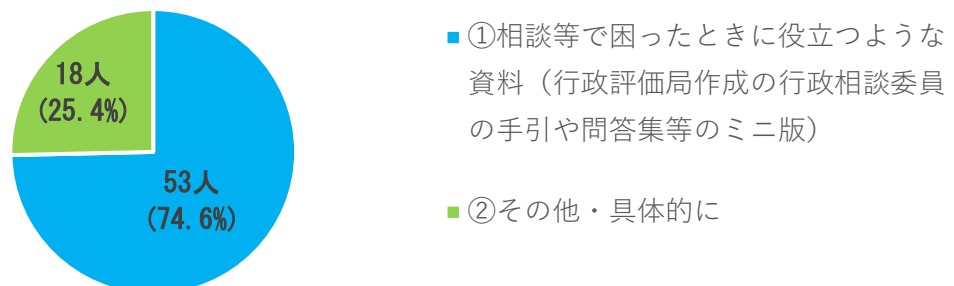 18人
(25.4%)
53人
(74.6%)
■ ①相談等で困ったときに役立つような
資料（行政評価局作成の行政相談委員
の手引や問答集等のミニ版）
■ ②その他・具体的に